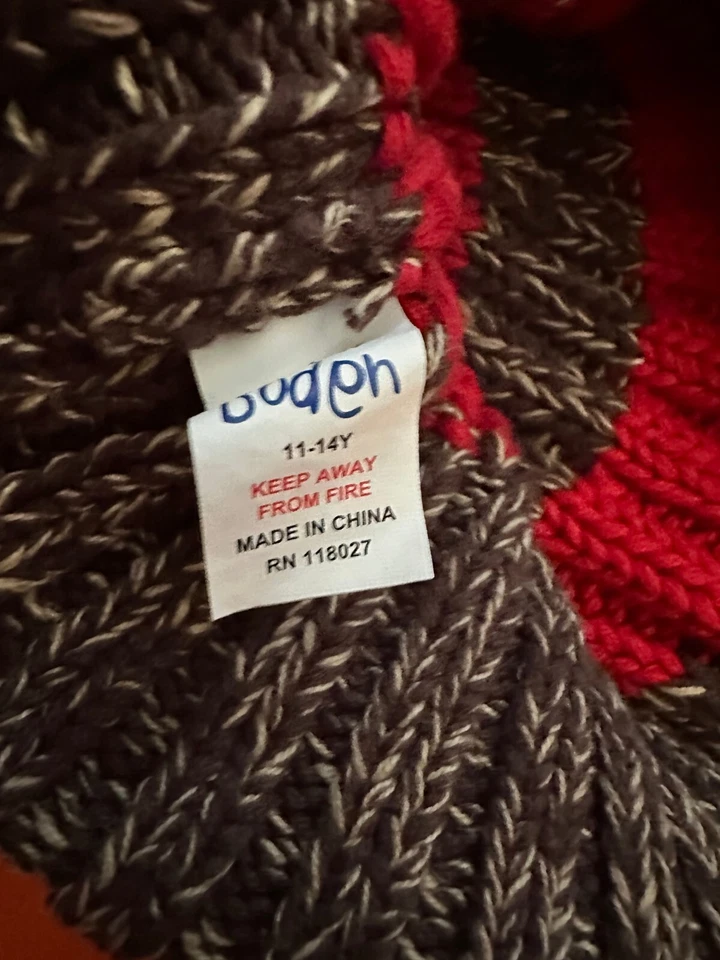 Boden
11-14Y
KEEP AWAY
FROM FIRE
MADE IN CHINA
RN 118027